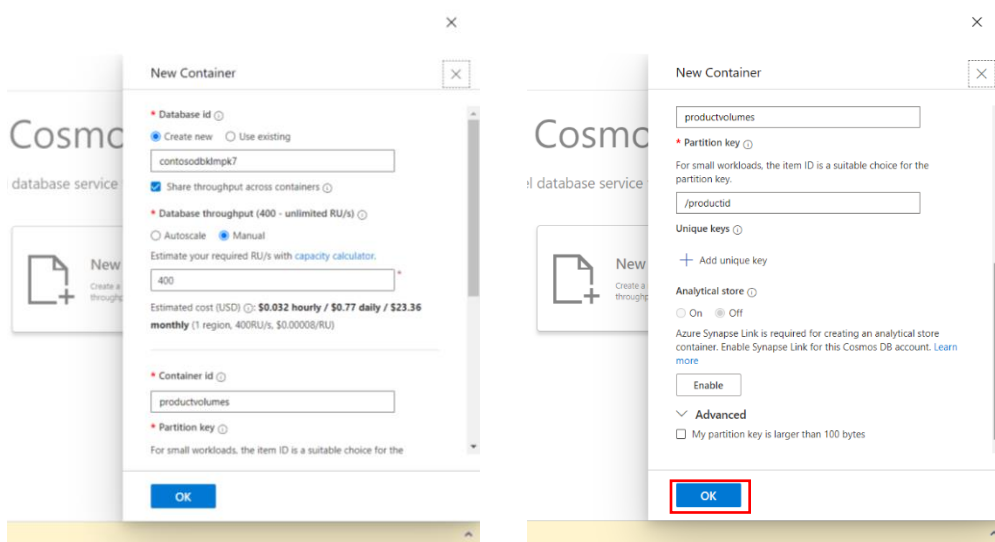 New Container
* Database id
Create new Use existing
contosodbklmpk7
Share throughput across containers
* Database throughput (400 - unlimited RU/s)
Autoscale Manual
Estimate your required RU/s with capacity calculator.
400 *
Estimated cost (USD) : $0.032 hourly / $0.77 daily / $23.36
monthly (1 region, 400RU/s, $0.00008/RU)
* Container id
productvolumes
* Partition key
For small workloads, the item ID is a suitable choice for the
OK
Cosmo
database service
New
Create a
throughp
New Container
productvolumes
* Partition key
For small workloads, the item ID is a suitable choice for the
partition key.
/productid
Unique keys
Add unique key
Analytical store
On Off
Azure Synapse Link is required for creating an analytical store
container. Enable Synapse Link for this Cosmos DB account. Learn
more
Enable
Advanced
My partition key is larger than 100 bytes
OK
Cosmo
el database service
New
Create a
throughp